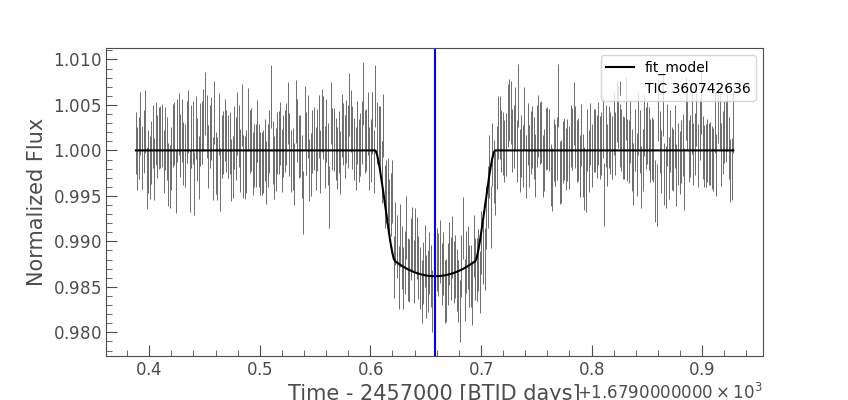 1.010
1.005
1.000
0.995
0.990
0.985
0.980
Normalized Flux
fit_model
TIC 360742636
0.4 0.5 0.6 0.7 0.8 0.9
Time - 2457000 [BTJD days]
+1.6790000000 × 10³